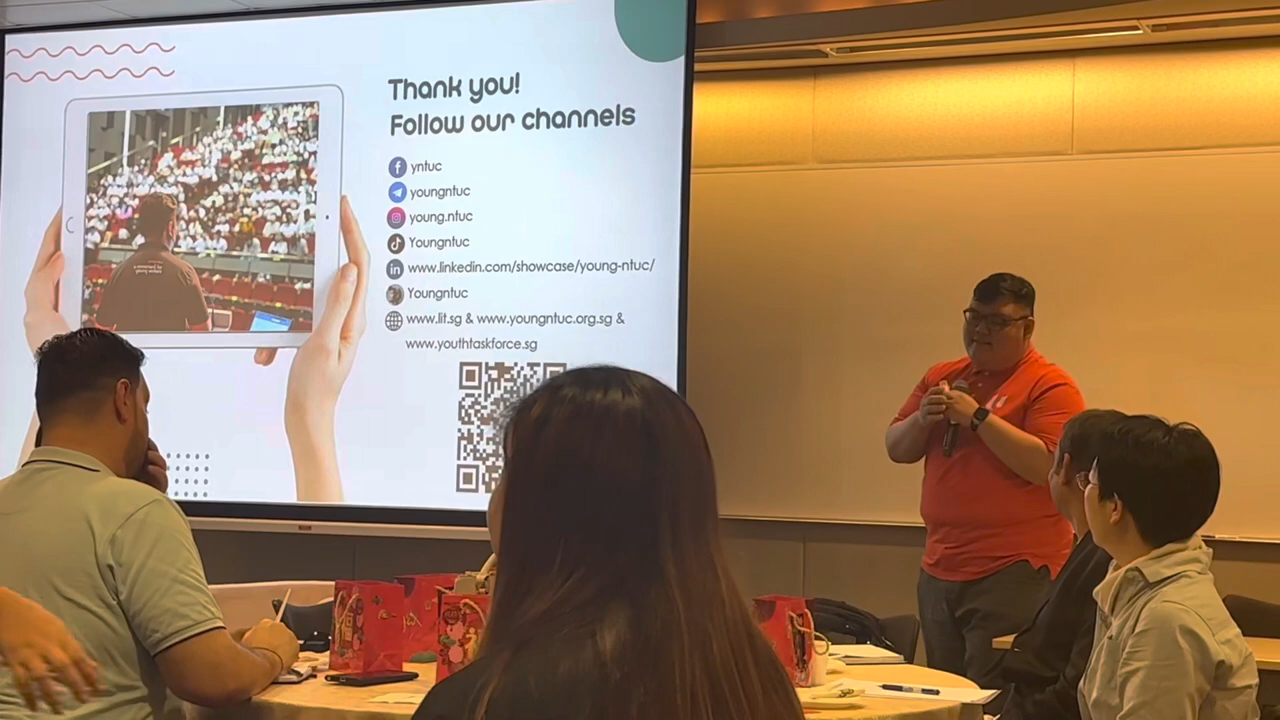 Thank you!
Follow our channels
yntuc
youngntuc
young.ntuc
Youngntuc
www.linkedin.com/showcase/young-ntuc/
Youngntuc
www.lit.sg & www.youngntuc.org.sg &
www.youthtaskforce.sg